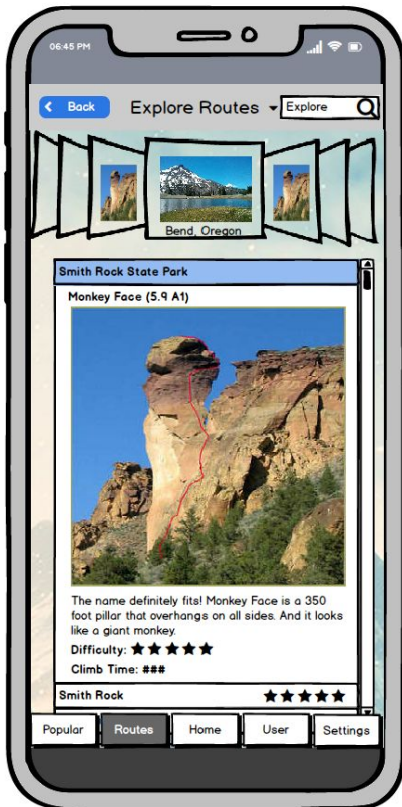 06:45 PM
Back
Explore Routes
Explore
Bend, Oregon
Smith Rock State Park
Monkey Face (5.9 A1)
The name definitely fits! Monkey Face is a 350
foot pillar that overhangs on all sides. And it looks
like a giant monkey.
Difficulty: ★★★★★
Climb Time: ###
Smith Rock ★★★★★
Popular Routes Home User Settings